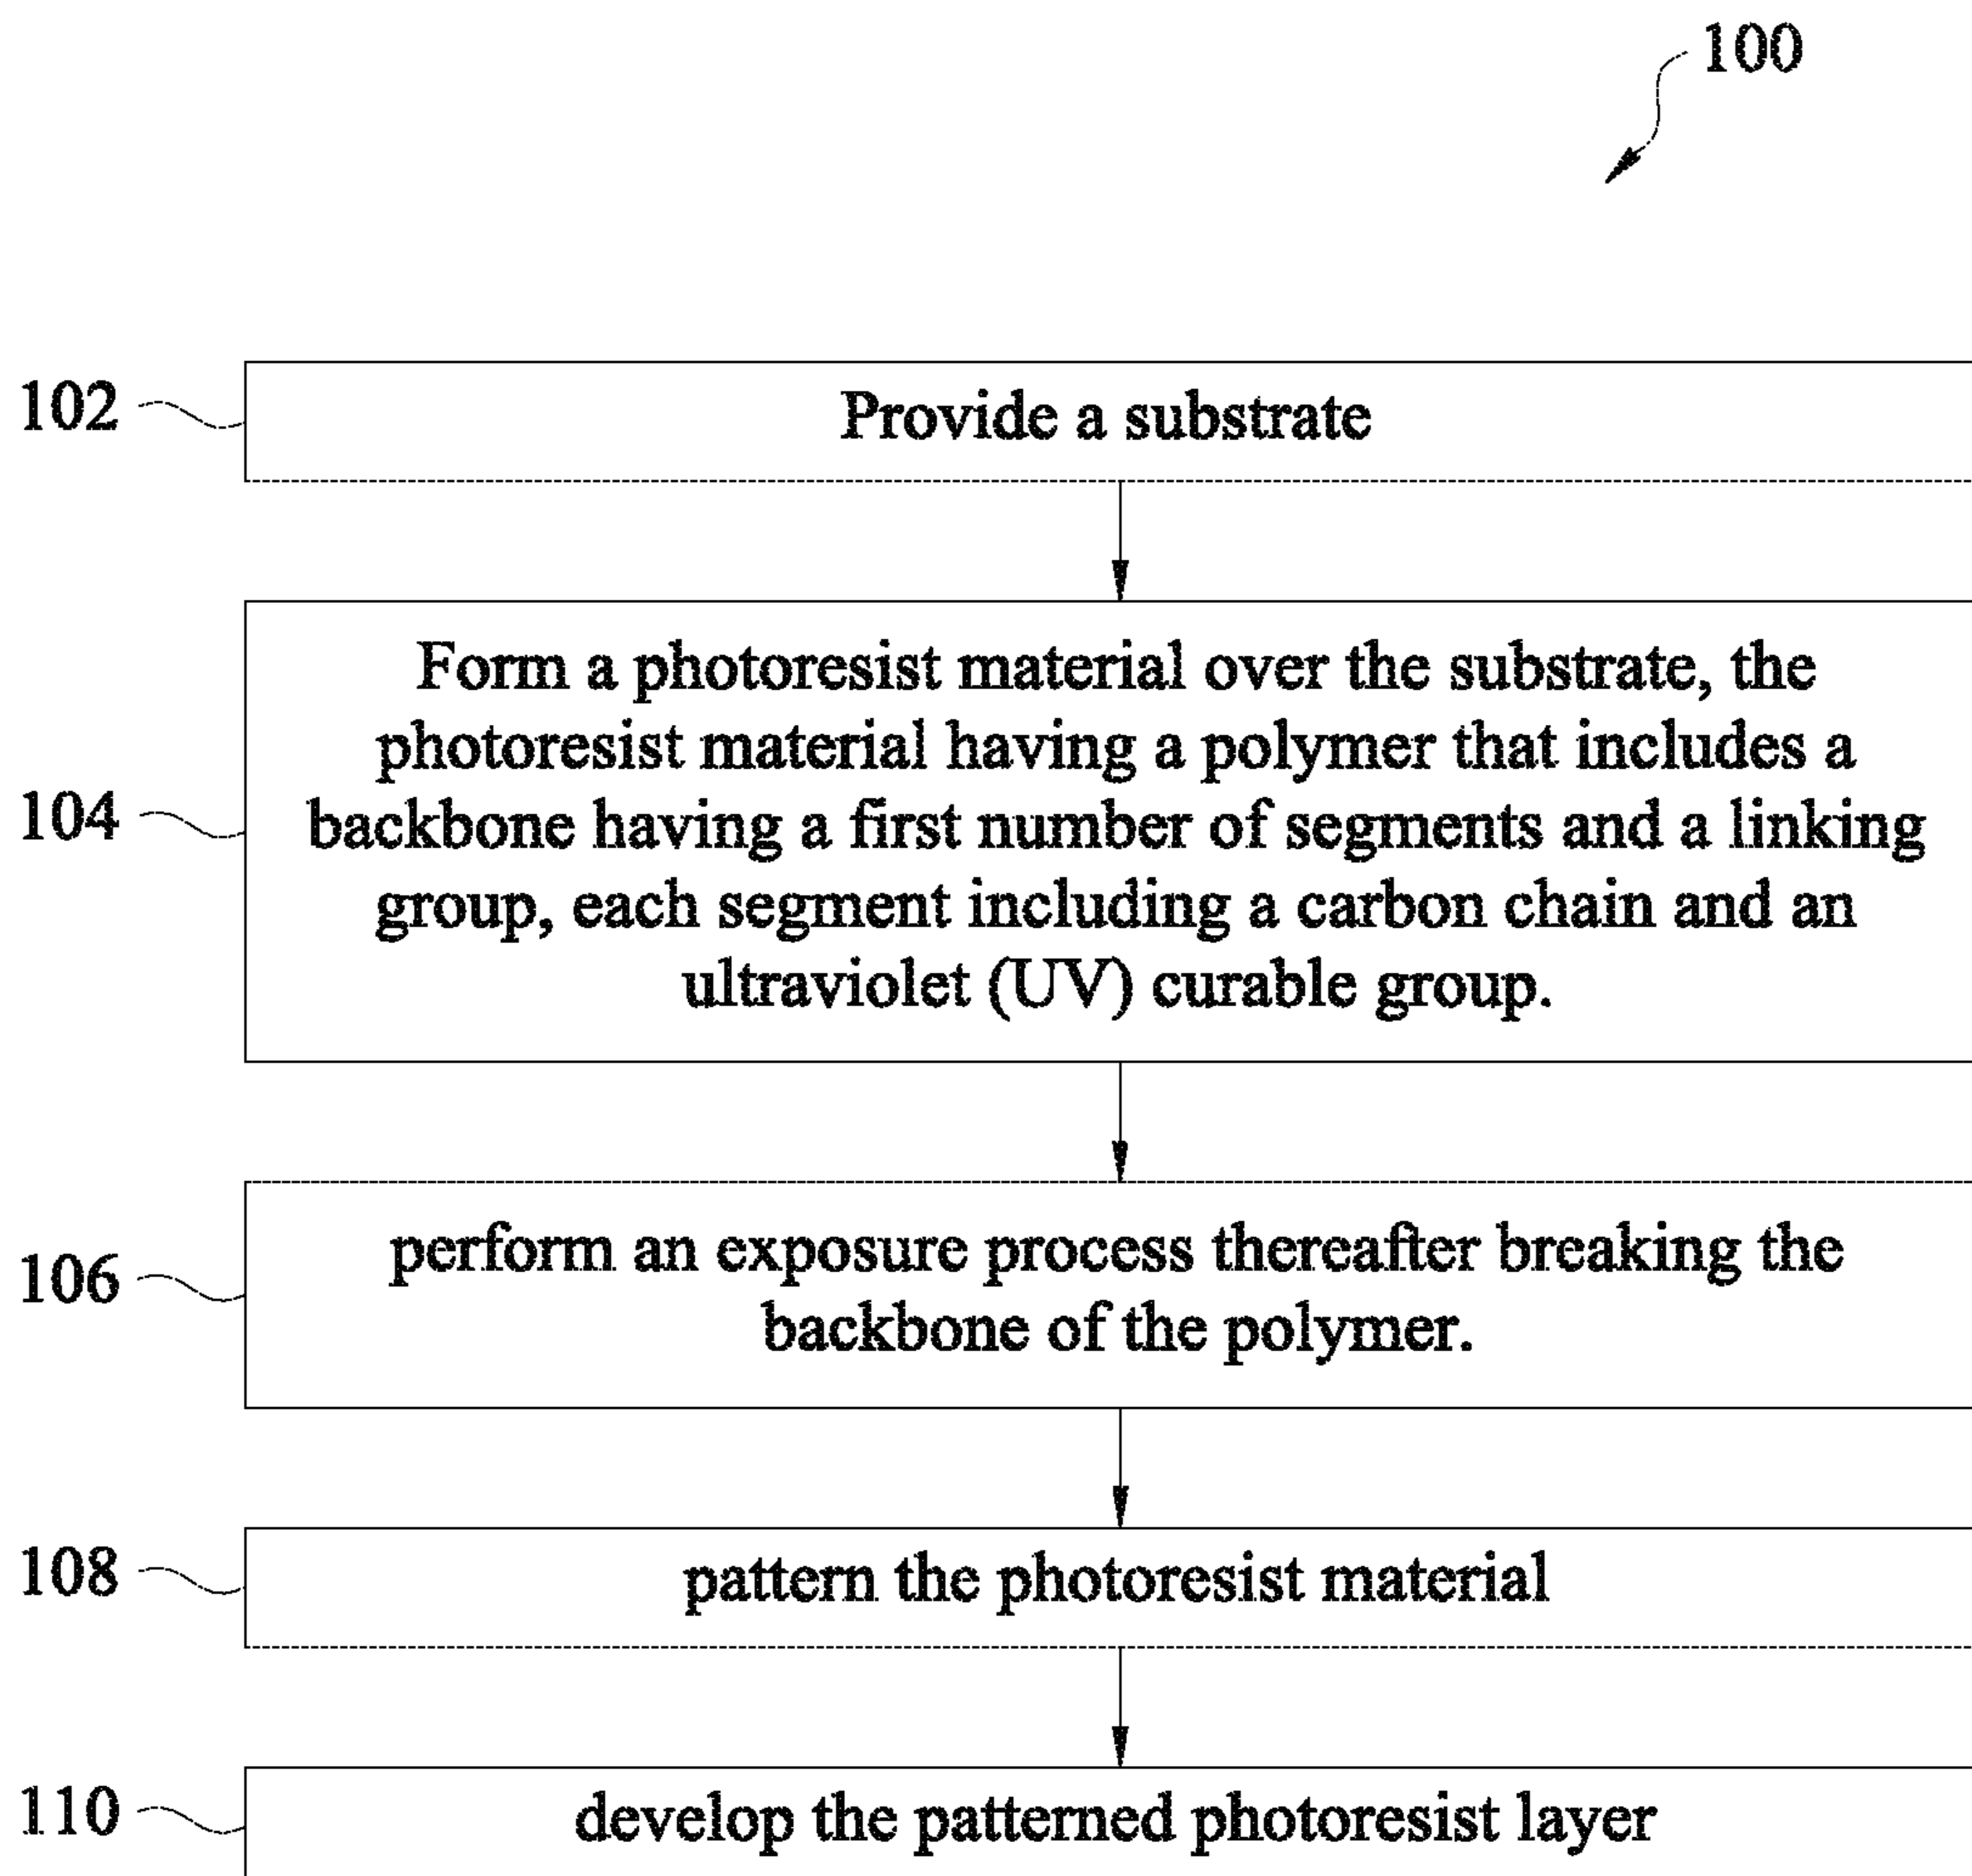 100
102
Provide a substrate
104
Form a photoresist material over the substrate, the
photoresist material having a polymer that includes a
backbone having a first number of segments and a linking
group, each segment including a carbon chain and an
ultraviolet (UV) curable group.
106
perform an exposure process thereafter breaking the
backbone of the polymer.
108
pattern the photoresist material
110
develop the patterned photoresist layer